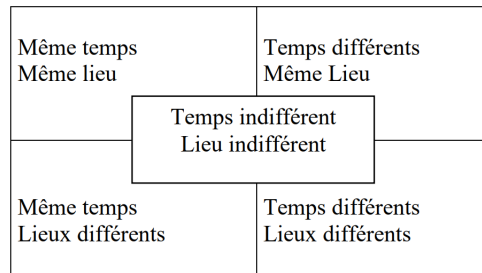 Même temps
Même lieu
Temps différents
Même Lieu
Temps indifférent
Lieu indifférent
Même temps
Lieux différents
Temps différents
Lieux différents